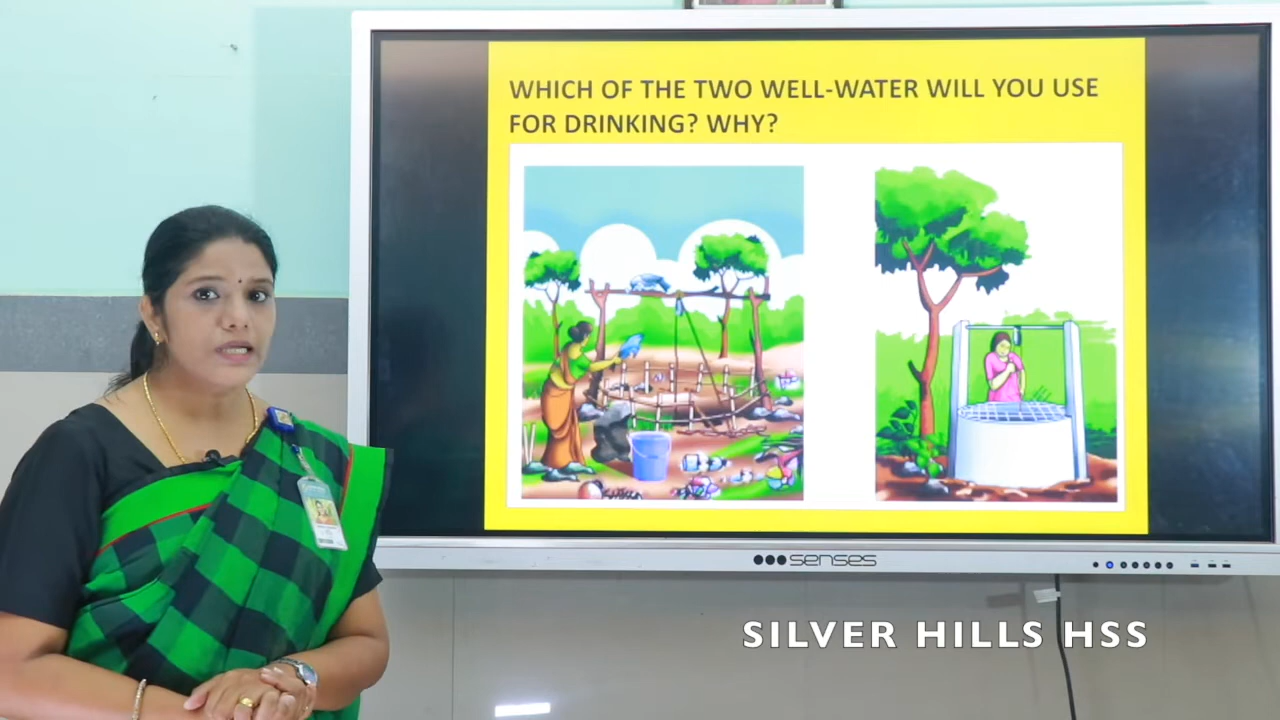 WHICH OF THE TWO WELL-WATER WILL YOU USE
FOR DRINKING? WHY?
senses
SILVER HILLS HSS